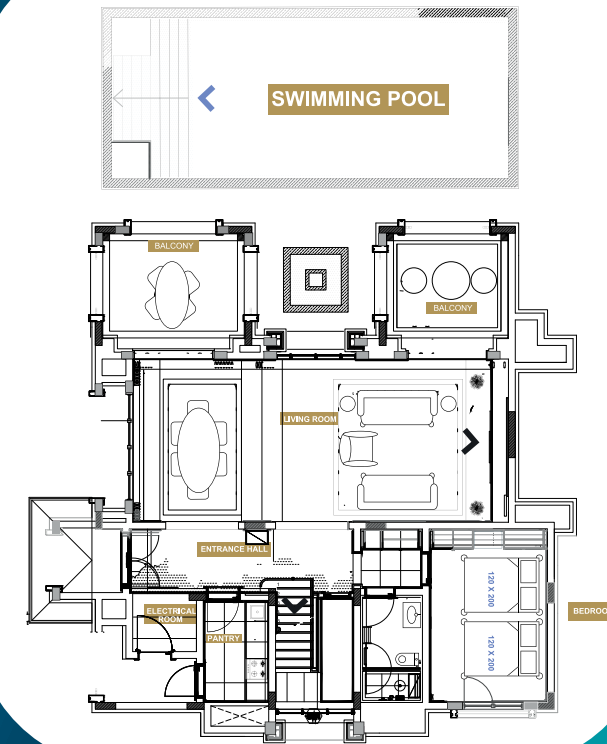 SWIMMING POOL
BALCONY
BALCONY
LIVING ROOM
ENTRANCE HALL
120 X 200
120 X 200
ELECTRICAL
ROOM
BEDROO
PANTRY